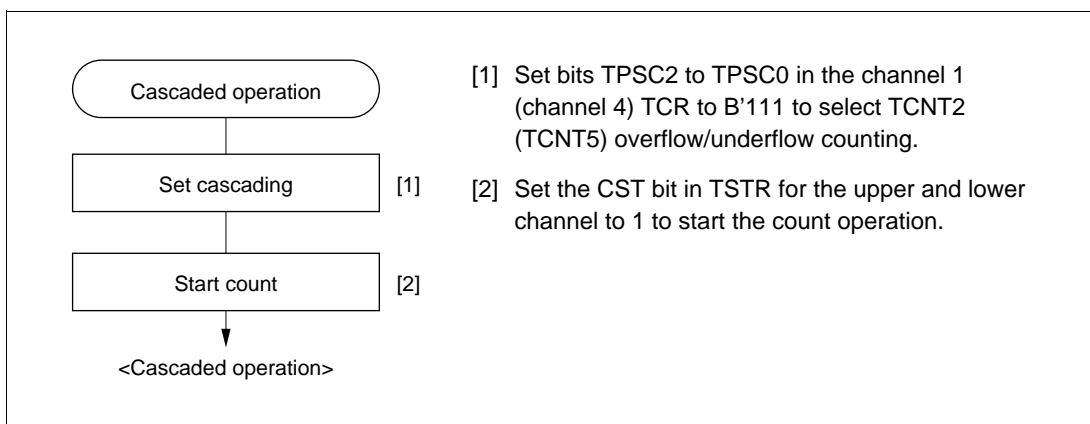 Cascaded operation
Set cascading
[1]
Start count
[2]
<Cascaded operation>
[1] Set bits TPSC2 to TPSC0 in the channel 1
(channel 4) TCR to B’111 to select TCNT2
(TCNT5) overflow/underflow counting.
[2] Set the CST bit in TSTR for the upper and lower
channel to 1 to start the count operation.